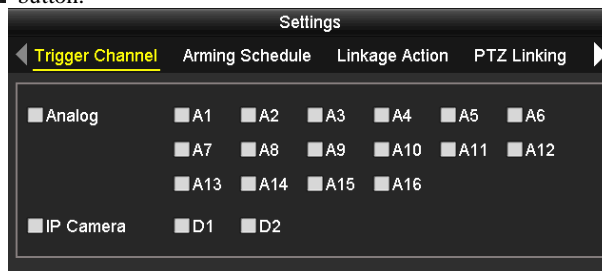 button.
Settings
Trigger Channel Arming Schedule Linkage Action PTZ Linking
Analog A1 A2 A3 A4 A5 A6
A7 A8 A9 A10 A11 A12
A13 A14 A15 A16
IP Camera D1 D2